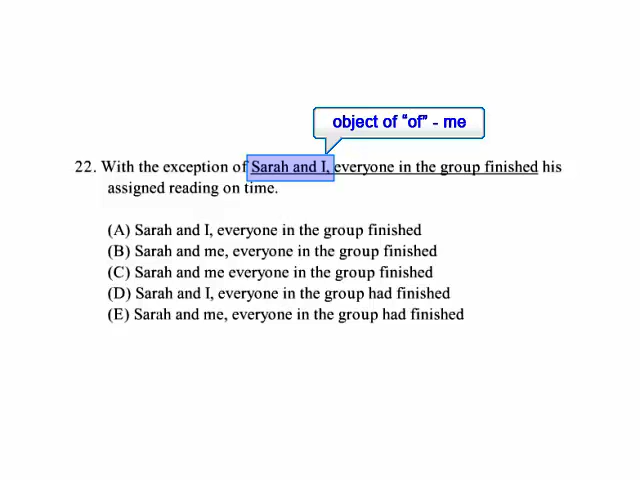 object of “of” - me
22. With the exception of Sarah and I, everyone in the group finished his
assigned reading on time.
(A) Sarah and I, everyone in the group finished
(B) Sarah and me, everyone in the group finished
(C) Sarah and me everyone in the group finished
(D) Sarah and I, everyone in the group had finished
(E) Sarah and me, everyone in the group had finished